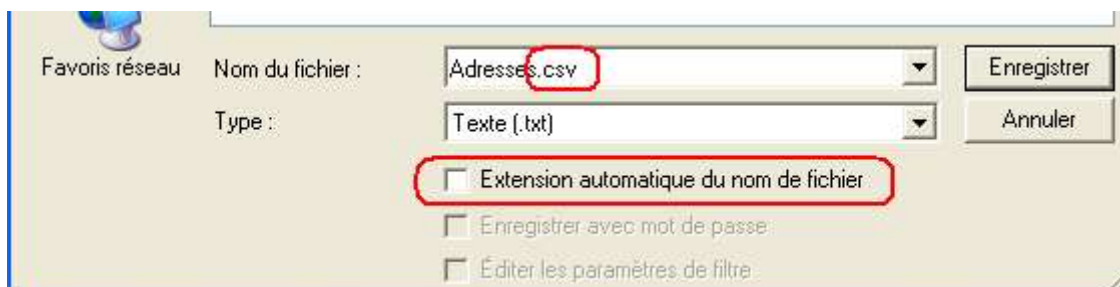 Favoris réseau
Nom du fichier :
Adresses.csv
Enregistrer
Type :
Texte (.txt)
Annuler
Extension automatique du nom de fichier
Enregistrer avec mot de passe
Éditer les paramètres de filtre